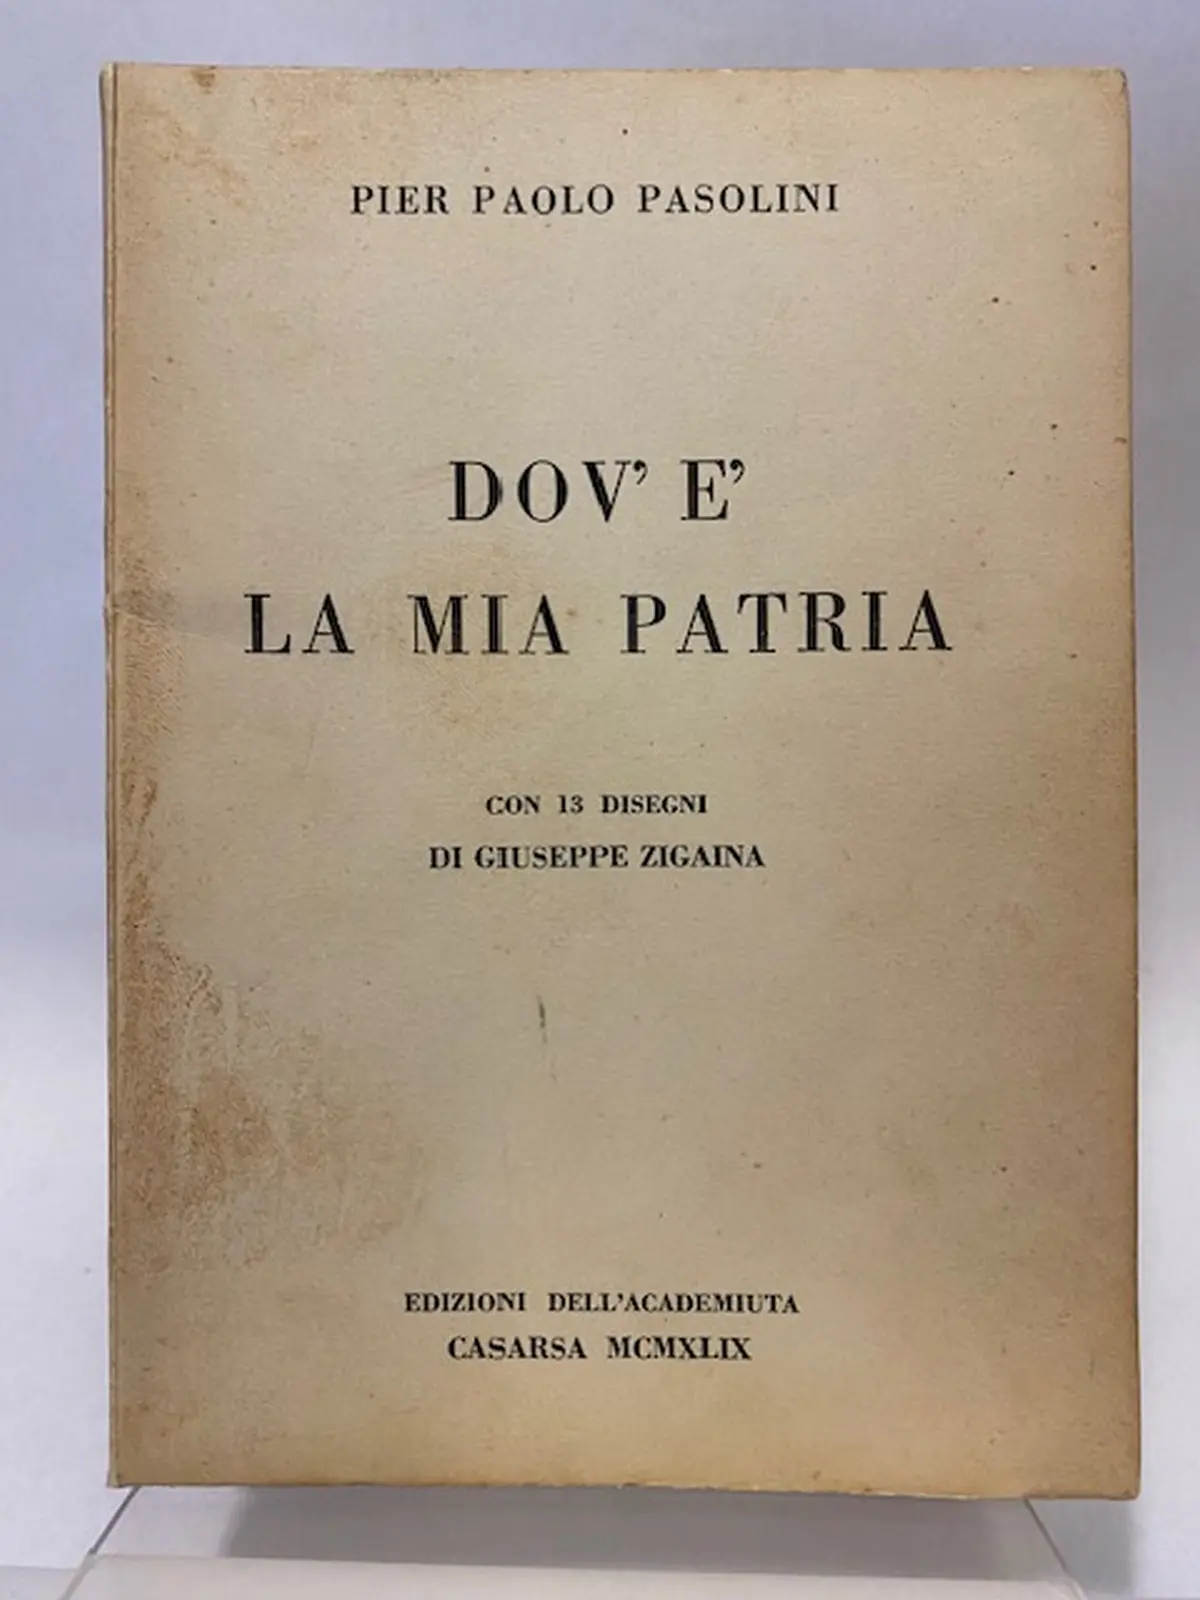 PIER PAOLO PASOLINI
DOV' E'
LA MIA PATRIA
CON 13 DISEGNI
DI GIUSEPPE ZIGAINA
EDIZIONI DELL'ACADEMIUTA
CASARSA MCMXLIX